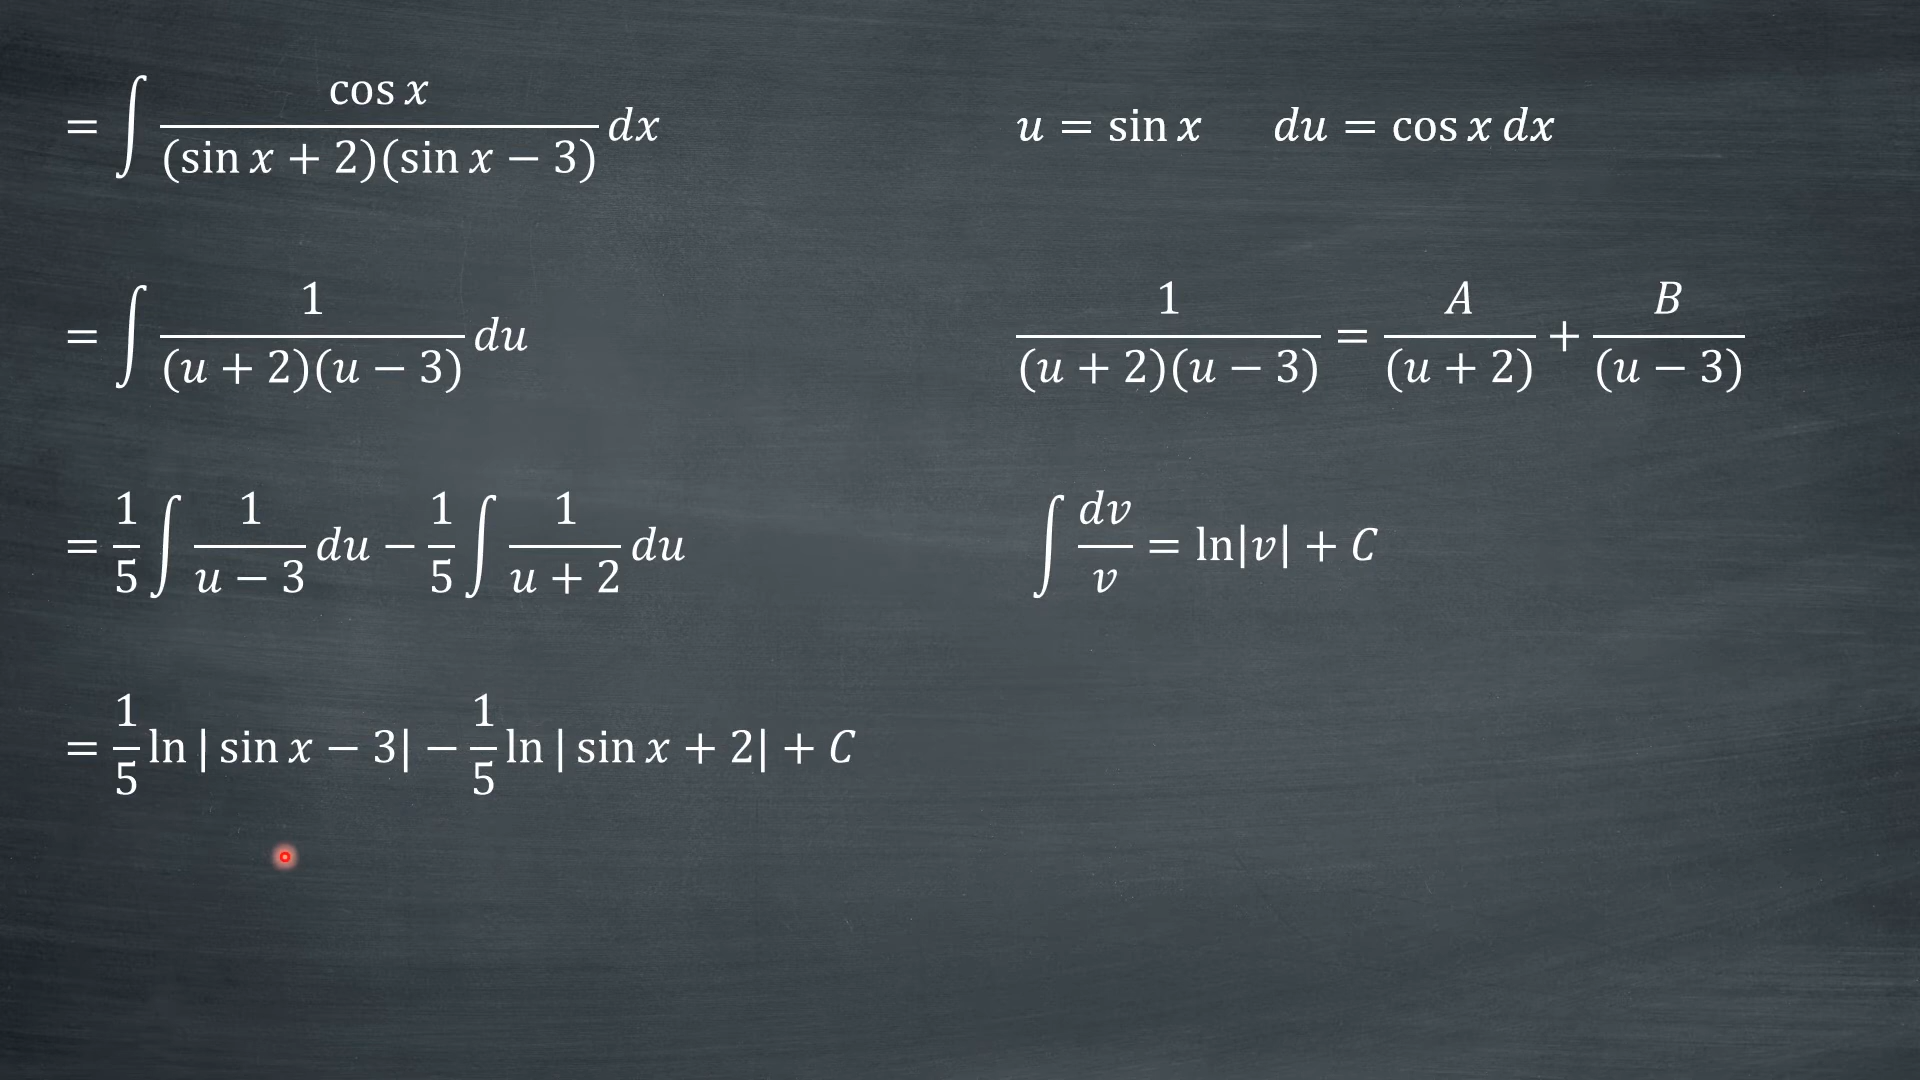 = ∫ cos x / ((sin x + 2)(sin x − 3)) dx
u = sin x du = cos x dx
= ∫ 1 / ((u + 2)(u − 3)) du
1 / ((u + 2)(u − 3)) = A / (u + 2) + B / (u − 3)
= 1/5 ∫ 1 / (u − 3) du − 1/5 ∫ 1 / (u + 2) du
∫ dv / v = ln|v| + C
= 1/5 ln | sin x − 3| − 1/5 ln | sin x + 2| + C